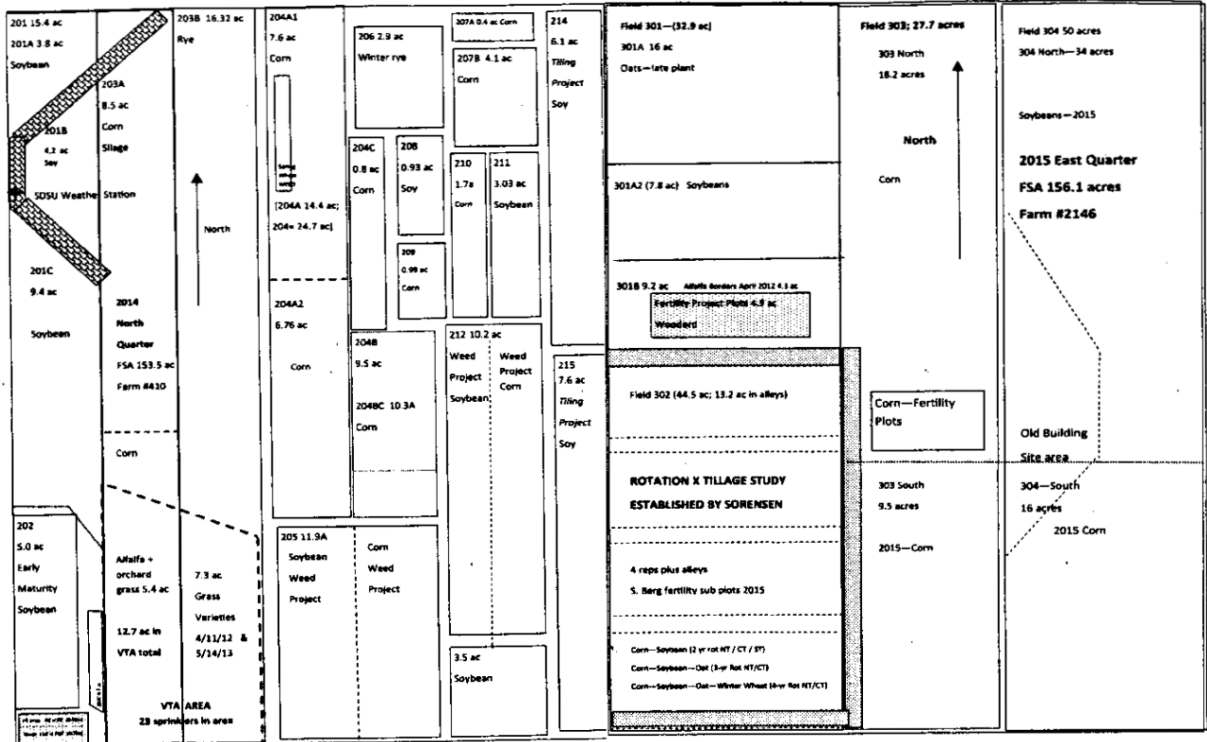 201 15.4 ac
201A 3.8 ac
Soybean
201B
4.2 ac
Soy
SDSU Weathe Station
201C
9.4 ac
Soybean
202
5.0 ac
Early
Maturity
Soybean
203A
8.5 ac
Corn
Silage
2014
North
Quarter
FSA 153.5 ac
Farm #410
Corn
Alfalfa +
orchard
grass 5.4 ac
12.7 ac in
VTA total
VTA AREA
23 sprinklers in area
203B 16.32 ac
Rye
North
7.3 ac
Grass
Varieties
4/11/12 &
5/14/13
204A1
7.6 ac
Corn
[204A 14.4 ac;
204= 24.7 ac]
204A2
6.76 ac
Corn
205 11.9A
Soybean
Weed
Project
Corn
Weed
Project
206 2.9 ac
Winter rye
204C
0.8 ac
Corn
208
0.93 ac
Soy
209
0.99 ac
Corn
204B
9.5 ac
204BC 10.3A
Corn
207A 0.4 ac Corn
207B 4.1 ac
Corn
210
1.7a
Corn
211
3.03 ac
Soybean
212 10.2 ac
Weed
Project
Soybean
Weed
Project
Corn
3.5 ac
Soybean
214
6.1 ac
Tiling
Project
Soy
215
7.6 ac
Tiling
Project
Soy
Field 301—(32.9 ac)
301A 16 ac
Oats—late plant
301A2 (7.8 ac) Soybeans
301B 9.2 ac Alfalfa Borders April 2012 4.3 ac
Fertility Project Plots 4.9 ac
Woodard
Field 302 (44.5 ac; 13.2 ac in alleys)
ROTATION X TILLAGE STUDY
ESTABLISHED BY SORENSEN
4 reps plus alleys
S. Berg fertility sub plots 2015
Corn—Soybean (2 yr rot NT / CT / ST)
Corn—Soybean—Oat (3-yr Rot NT/CT)
Corn—Soybean—Oat—Winter Wheat (4-yr Rot NT/CT)
Field 303; 27.7 acres
303 North
18.2 acres
North
Corn
Corn—Fertility
Plots
303 South
9.5 acres
2015—Corn
Field 304 50 acres
304 North—34 acres
Soybeans—2015
2015 East Quarter
FSA 156.1 acres
Farm #2146
Old Building
Site area
304—South
16 acres
2015 Corn